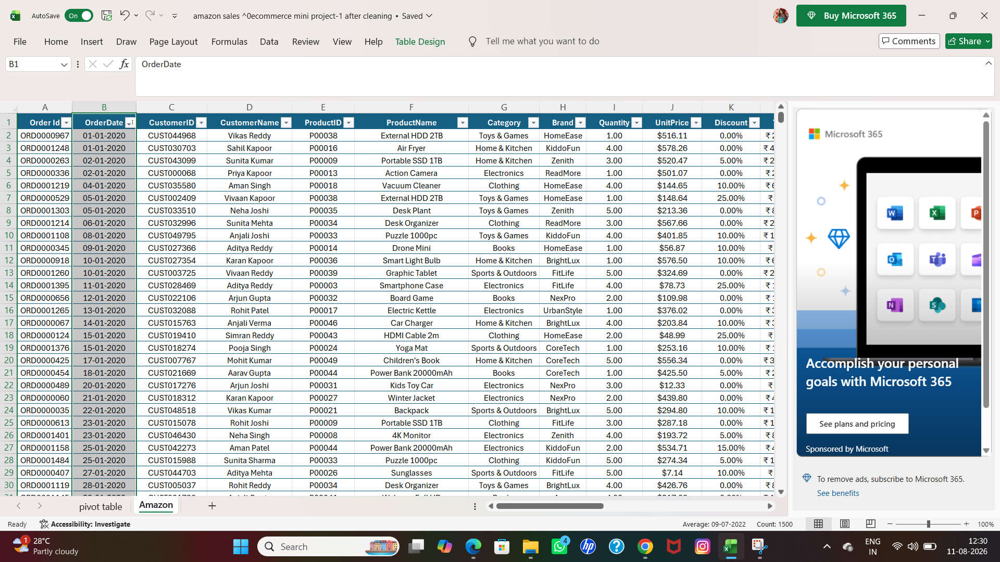 AutoSave On amazon sales ^0ecommerce mini project-1 after cleaning • Saved Buy Microsoft 365
File Home Insert Draw Page Layout Formulas Data Review View Help Table Design Tell me what you want to do Comments Share
B1 fx OrderDate
A B C D E F G H I J K
1 Order Id OrderDate CustomerID CustomerName ProductID ProductName Category Brand Quantity UnitPrice Discount
2 ORD0000967 01-01-2020 CUST044968 Vikas Reddy P00038 External HDD 2TB Toys & Games HomeEase 1.00 $516.11 0.00% ₹2
3 ORD0001248 01-01-2020 CUST030703 Sahil Kapoor P00016 Air Fryer Home & Kitchen KiddoFun 4.00 $578.26 0.00% ₹4
4 ORD0000263 02-01-2020 CUST043099 Sunita Kumar P00009 Portable SSD 1TB Home & Kitchen Zenith 3.00 $520.47 5.00% ₹2
5 ORD0000336 02-01-2020 CUST000068 Priya Kapoor P00013 Action Camera Electronics ReadMore 1.00 $501.07 0.00% ₹2
6 ORD0001219 04-01-2020 CUST035580 Aman Singh P00018 Vacuum Cleaner Clothing HomeEase 4.00 $144.65 10.00% ₹6
7 ORD0000529 05-01-2020 CUST002409 Vivaan Kapoor P00038 External HDD 2TB Toys & Games HomeEase 1.00 $148.64 25.00% ₹
8 ORD0001303 05-01-2020 CUST033510 Neha Joshi P00035 Desk Plant Toys & Games Zenith 5.00 $213.36 0.00% ₹8
9 ORD0001214 06-01-2020 CUST032996 Sunita Mehta P00034 Desk Organizer Clothing ReadMore 3.00 $567.66 0.00% ₹2
10 ORD0001108 08-01-2020 CUST049795 Anjali Joshi P00033 Puzzle 1000pc Toys & Games KiddoFun 4.00 $401.85 10.00% ₹1
11 ORD0000345 09-01-2020 CUST027366 Aditya Reddy P00014 Drone Mini Books HomeEase 1.00 $56.87 10.00% ₹
12 ORD0000918 10-01-2020 CUST027354 Karan Kapoor P00036 Smart Light Bulb Home & Kitchen BrightLux 1.00 $576.50 10.00% ₹6
13 ORD0001260 10-01-2020 CUST003725 Vivaan Reddy P00039 Graphic Tablet Sports & Outdoors FitLife 5.00 $324.69 0.00% ₹2
14 ORD0001395 11-01-2020 CUST028469 Aditya Reddy P00003 Smartphone Case Electronics FitLife 4.00 $78.73 25.00% ₹1
15 ORD0000656 12-01-2020 CUST022106 Arjun Gupta P00032 Board Game Books NexPro 2.00 $109.98 0.00% ₹1
16 ORD0001265 13-01-2020 CUST032088 Rohit Patel P00017 Electric Kettle Electronics UrbanStyle 1.00 $376.02 0.00% ₹3
17 ORD0000067 14-01-2020 CUST015763 Anjali Verma P00046 Car Charger Home & Kitchen BrightLux 4.00 $203.84 10.00% ₹3
18 ORD0000124 15-01-2020 CUST019410 Simran Reddy P00043 HDMI Cable 2m Clothing HomeEase 2.00 $48.99 25.00% ₹
19 ORD0001376 15-01-2020 CUST018274 Pooja Singh P00024 Yoga Mat Sports & Outdoors CoreTech 1.00 $253.16 10.00% ₹1
20 ORD0000425 17-01-2020 CUST007767 Mohit Kumar P00049 Children's Book Home & Kitchen CoreTech 5.00 $556.34 0.00% ₹3
21 ORD0000454 18-01-2020 CUST021669 Aarav Gupta P00044 Power Bank 20000mAh Books CoreTech 1.00 $425.50 5.00% ₹2
22 ORD0000489 20-01-2020 CUST017276 Arjun Joshi P00031 Kids Toy Car Electronics NexPro 3.00 $12.33 0.00% ₹
23 ORD0000060 21-01-2020 CUST018312 Karan Kapoor P00027 Winter Jacket Electronics NexPro 2.00 $439.80 0.00% ₹4
24 ORD0000035 22-01-2020 CUST048518 Vikas Kumar P00021 Backpack Sports & Outdoors BrightLux 5.00 $294.80 10.00% ₹1
25 ORD0000613 23-01-2020 CUST015078 Rohit Joshi P00009 Portable SSD 1TB Clothing FitLife 3.00 $287.18 0.00% ₹1
26 ORD0001401 23-01-2020 CUST046430 Neha Singh P00008 4K Monitor Electronics Zenith 4.00 $193.72 5.00% ₹8
27 ORD0001158 25-01-2020 CUST042273 Aman Patel P00044 Power Bank 20000mAh Electronics KiddoFun 2.00 $534.71 15.00% ₹4
28 ORD0001484 25-01-2020 CUST015988 Sunita Sharma P00033 Puzzle 1000pc Clothing KiddoFun 5.00 $274.34 5.00% ₹1
29 ORD0000407 27-01-2020 CUST044703 Aditya Mehta P00026 Sunglasses Sports & Outdoors FitLife 5.00 $7.14 10.00% ₹
30 ORD0001119 28-01-2020 CUST005037 Rohit Reddy P00034 Desk Organizer Toys & Games BrightLux 4.00 $426.76 0.00% ₹8
Microsoft 365
Accomplish your personal
goals with Microsoft 365
See plans and pricing
Sponsored by Microsoft
To remove ads, subscribe to Microsoft 365.
See benefits
pivot table Amazon
Ready Accessibility: Investigate Average: 09-07-2022 Count: 1500 100%
1 28°C
Partly cloudy
Search
4
hp
ENG
IN
12:30
11-08-2026